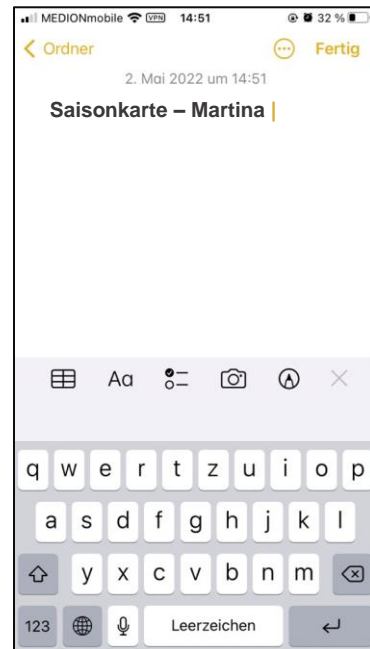 MEDIONmobile VPN 14:51 32 %
Ordner Fertig
2. Mai 2022 um 14:51
Saisonkarte – Martina
Aa
q w e r t z u i o p
a s d f g h j k l
y x c v b n m
123 Leerzeichen